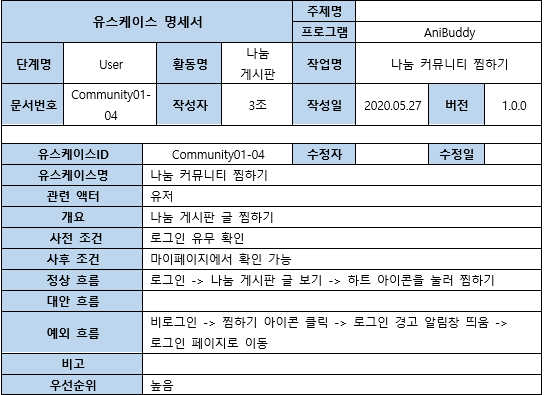 유스케이스 명세서 주제명
프로그램 AniBuddy
단계명 User 활동명 나눔 게시판 작업명 나눔 커뮤니티 찜하기
문서번호 Community01-04 작성자 3조 작성일 2020.05.27 버전 1.0.0
유스케이스ID Community01-04 수정자 수정일
유스케이스명 나눔 커뮤니티 찜하기
관련 액터 유저
개요 나눔 게시판 글 찜하기
사전 조건 로그인 유무 확인
사후 조건 마이페이지에서 확인 가능
정상 흐름 로그인 -> 나눔 게시판 글 보기 -> 하트 아이콘을 눌러 찜하기
대안 흐름
예외 흐름 비로그인 -> 찜하기 아이콘 클릭 -> 로그인 경고 알림창 띄움 ->
로그인 페이지로 이동
비고
우선순위 높음